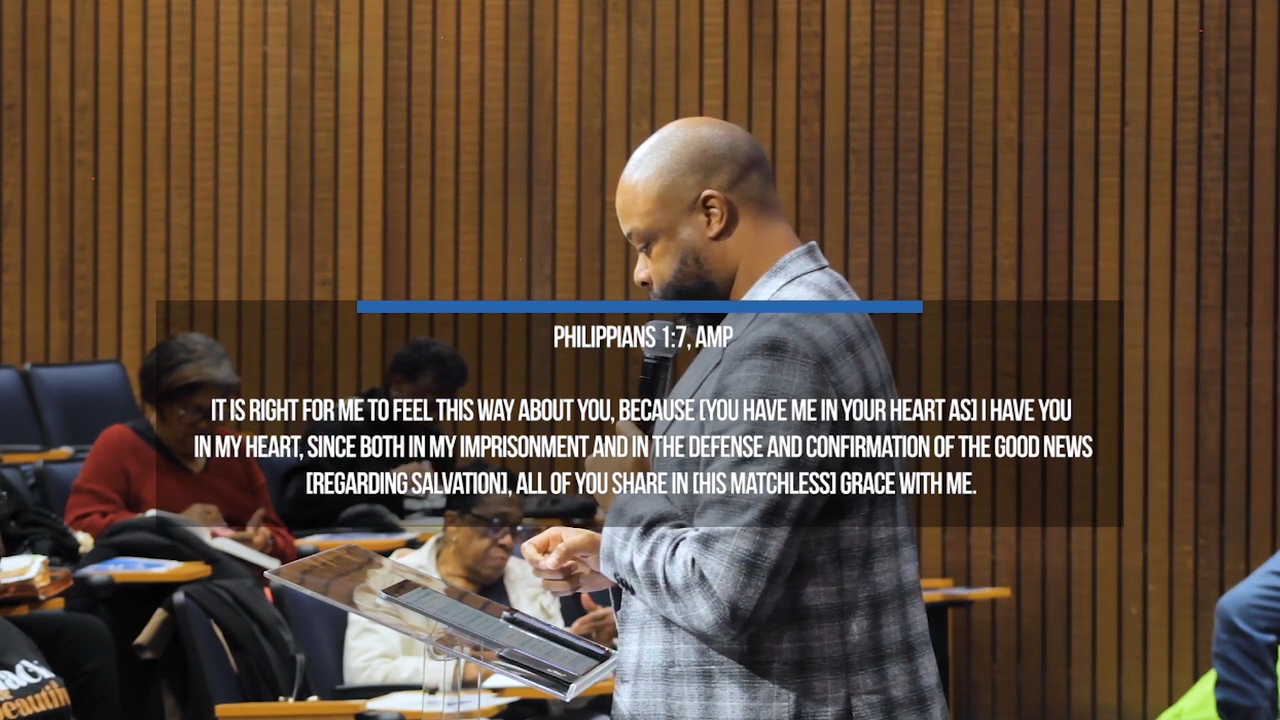 PHILIPPIANS 1:7, AMP
IT IS RIGHT FOR ME TO FEEL THIS WAY ABOUT YOU, BECAUSE [YOU HAVE ME IN YOUR HEART AS] I HAVE YOU
IN MY HEART, SINCE BOTH IN MY IMPRISONMENT AND IN THE DEFENSE AND CONFIRMATION OF THE GOOD NEWS
[REGARDING SALVATION], ALL OF YOU SHARE IN [HIS MATCHLESS] GRACE WITH ME.